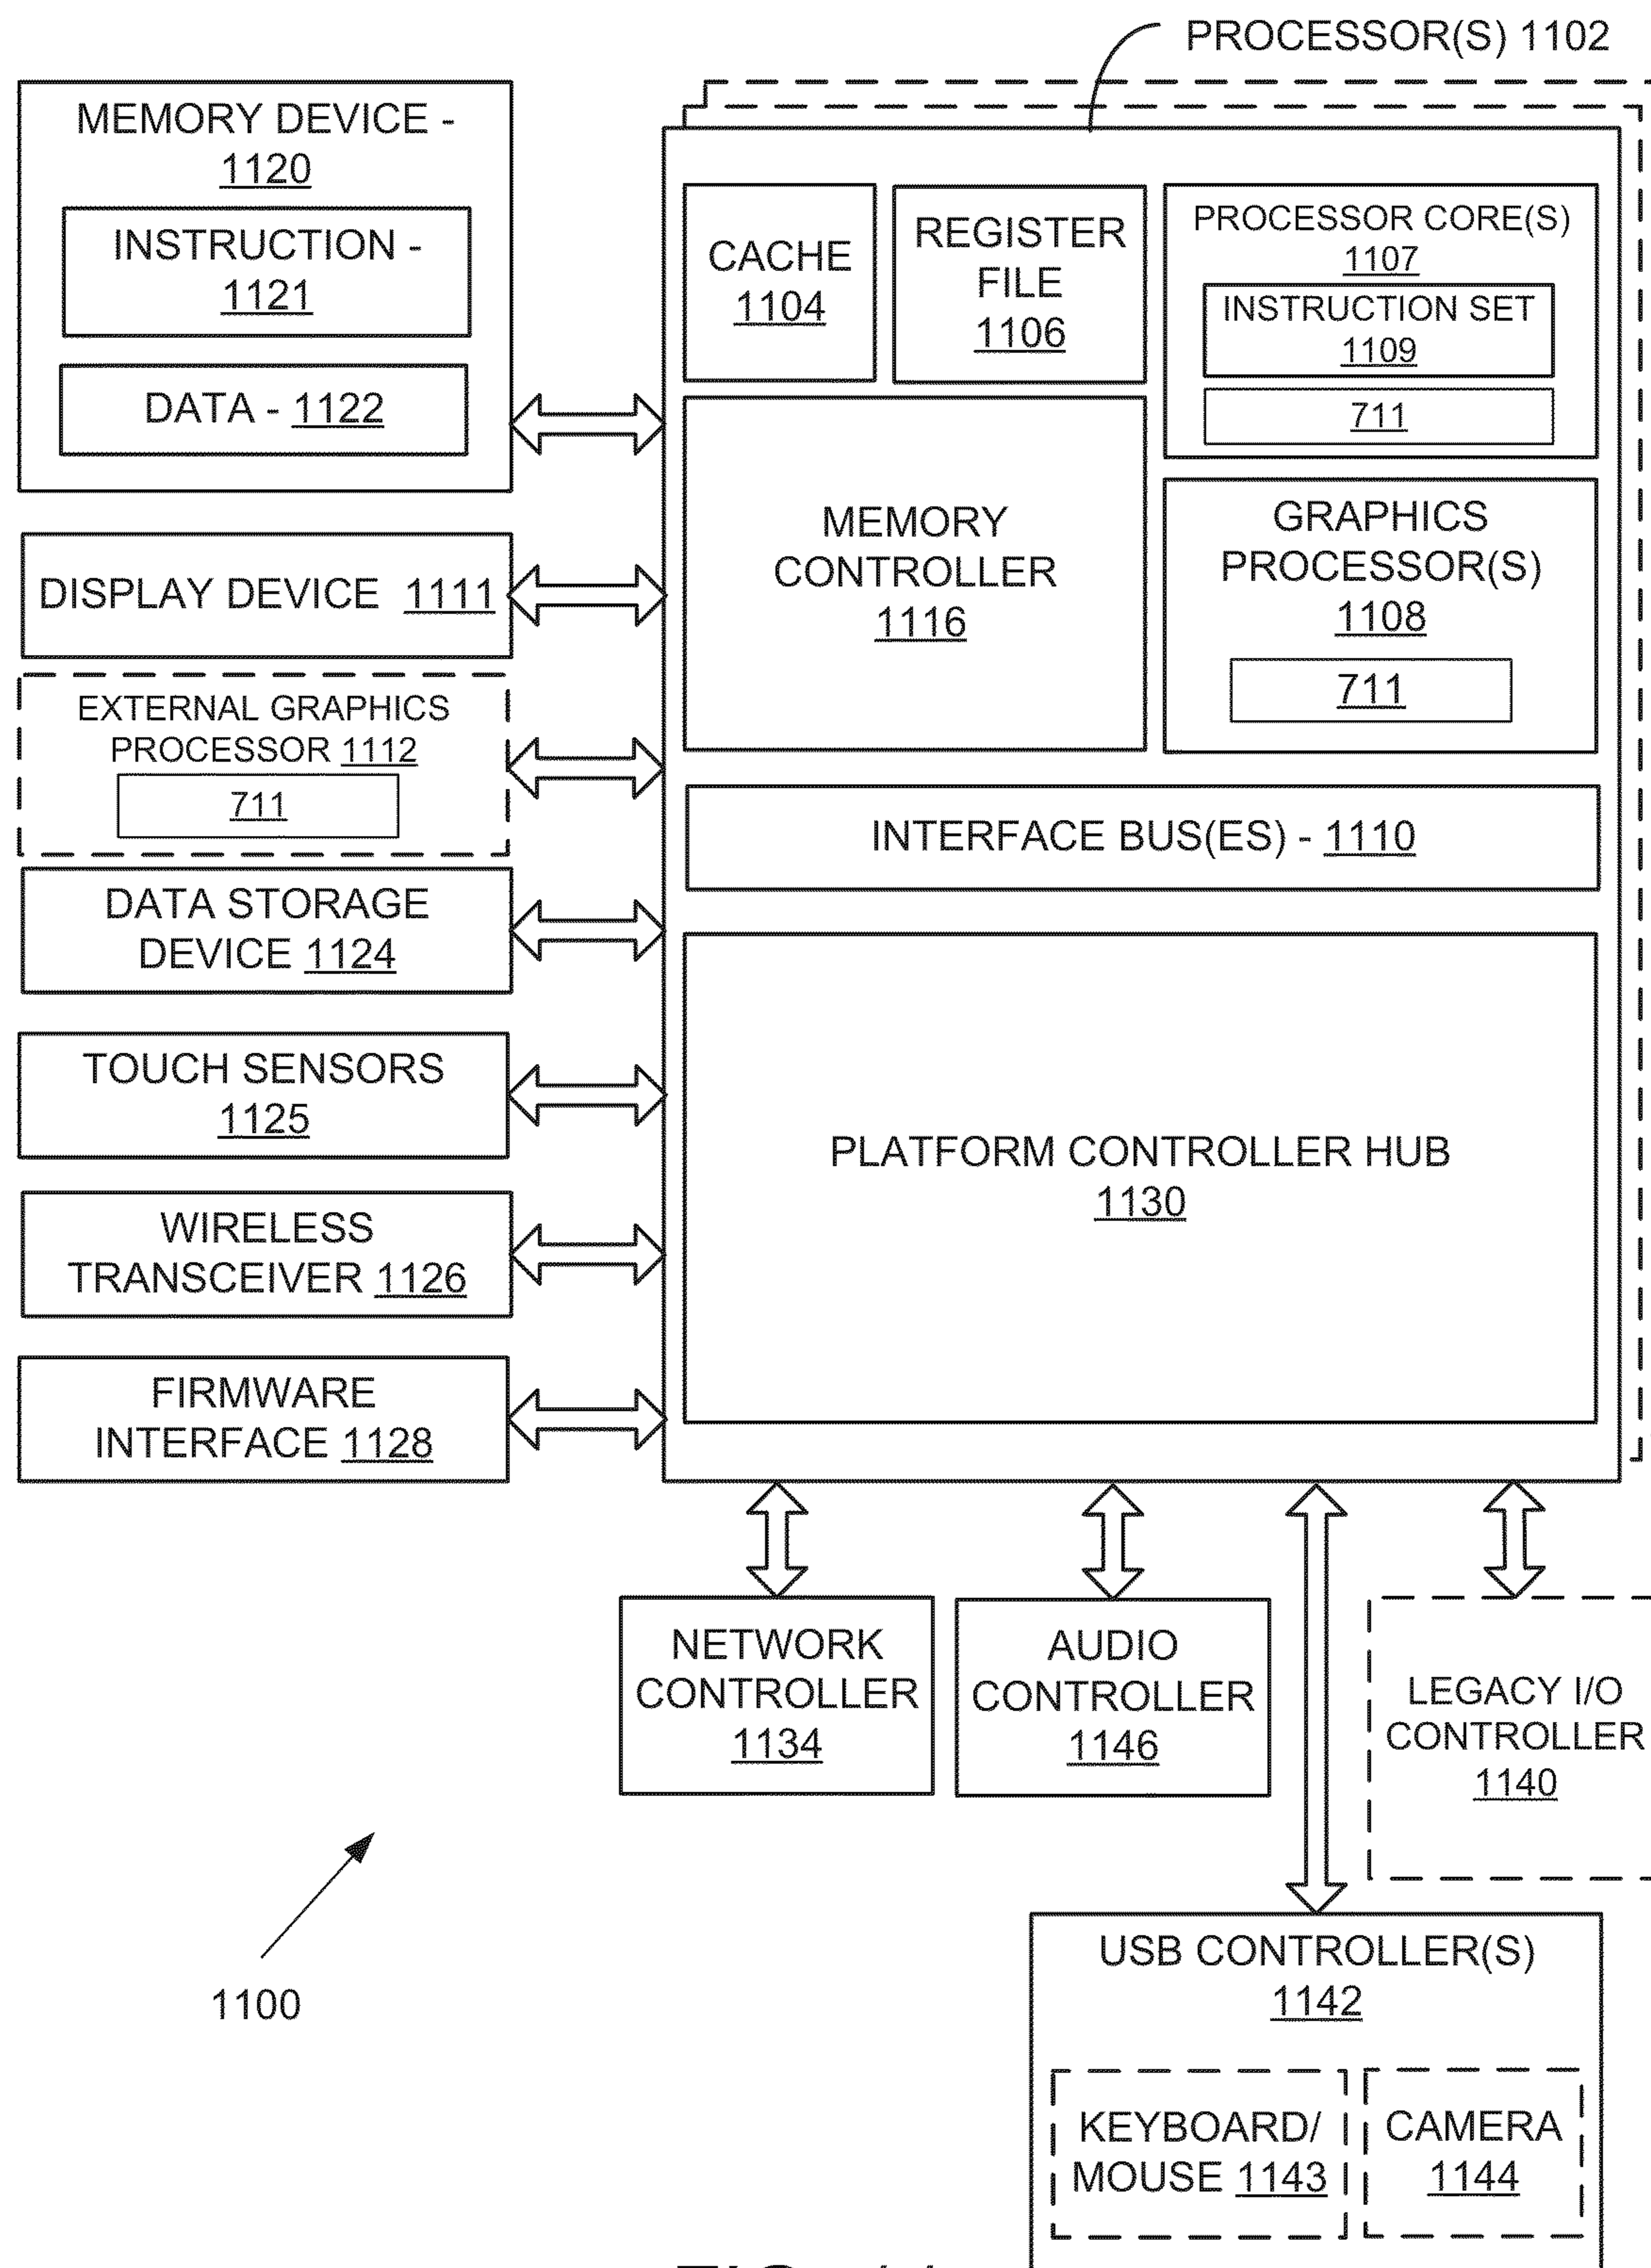 PROCESSOR(S) 1102
MEMORY DEVICE -
1120
INSTRUCTION -
1121
DATA - 1122
CACHE
1104
REGISTER
FILE
1106
PROCESSOR CORE(S)
1107
INSTRUCTION SET
1109
711
MEMORY
CONTROLLER
1116
GRAPHICS
PROCESSOR(S)
1108
711
DISPLAY DEVICE 1111
EXTERNAL GRAPHICS
PROCESSOR 1112
711
INTERFACE BUS(ES) - 1110
DATA STORAGE
DEVICE 1124
TOUCH SENSORS
1125
PLATFORM CONTROLLER HUB
1130
WIRELESS
TRANSCEIVER 1126
FIRMWARE
INTERFACE 1128
NETWORK
CONTROLLER
1134
AUDIO
CONTROLLER
1146
LEGACY I/O
CONTROLLER
1140
1100
USB CONTROLLER(S)
1142
KEYBOARD/
MOUSE 1143
CAMERA
1144